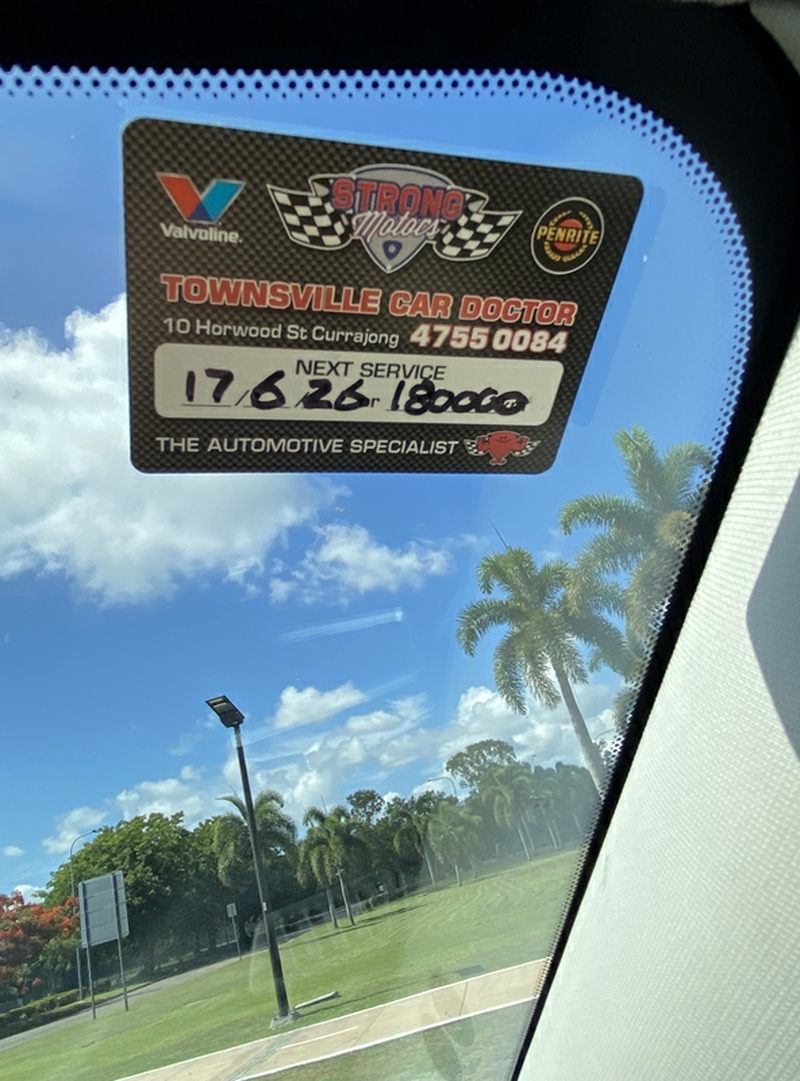 Valvoline.
STRONG
Motors
PENRITE
TOWNSVILLE CAR DOCTOR
10 Horwood St Currajong 4755 0084
NEXT SERVICE
17/6/26 or 180000
THE AUTOMOTIVE SPECIALIST